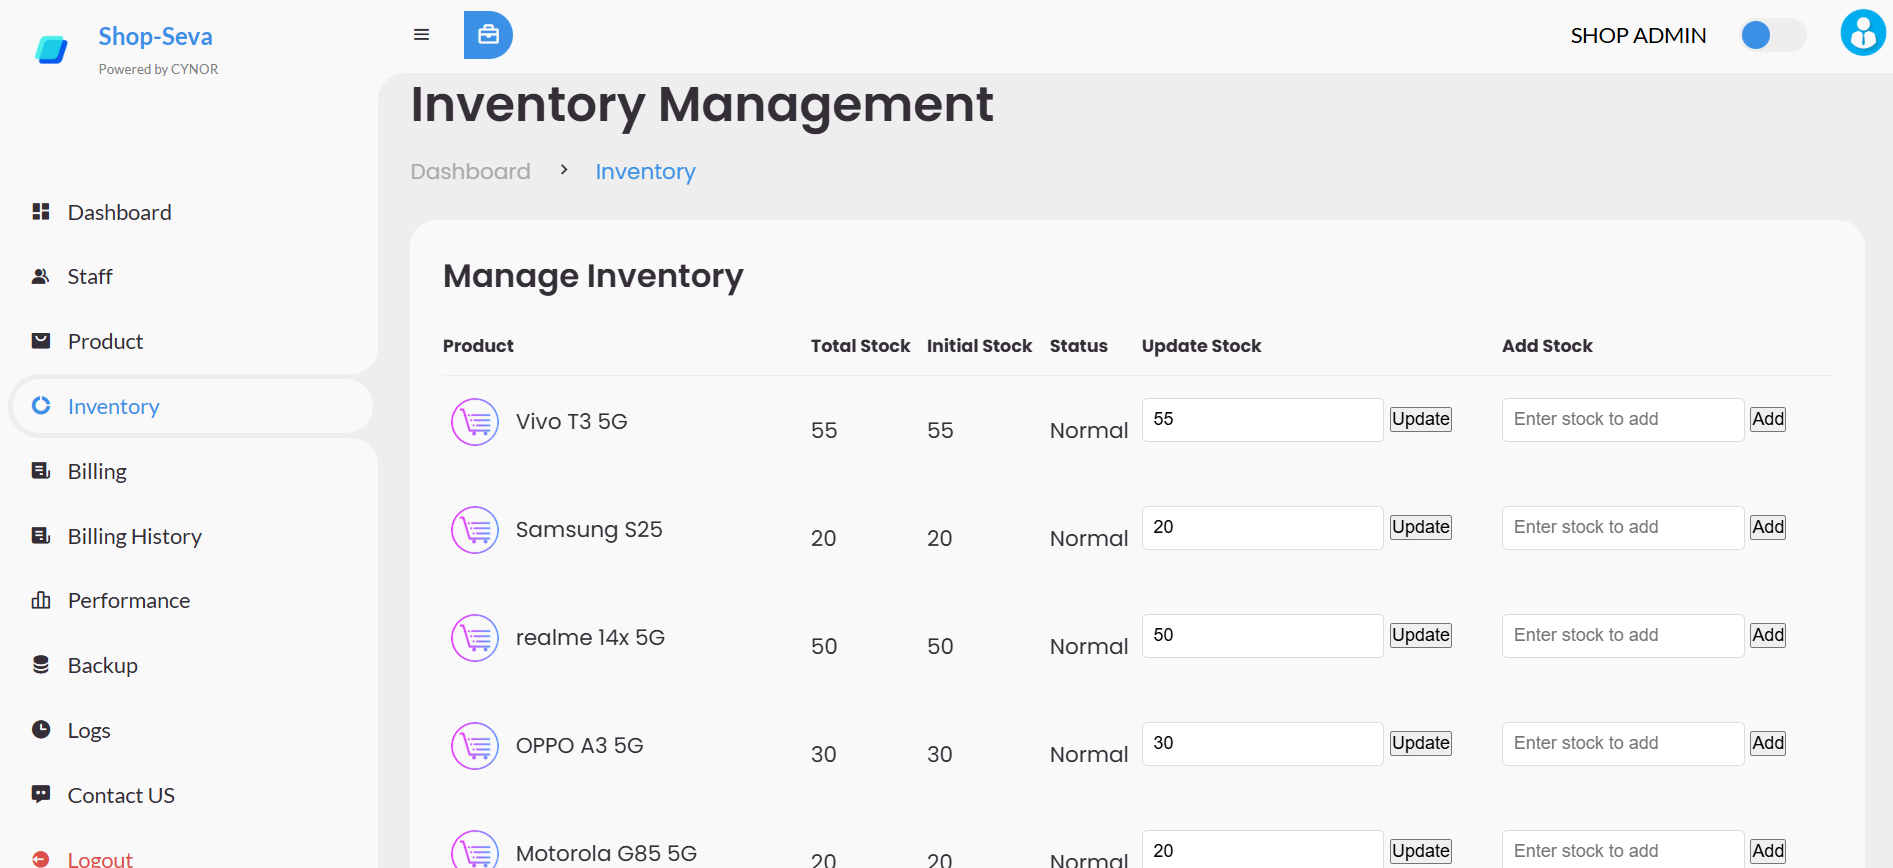 Shop-Seva
Powered by CYNOR
SHOP ADMIN
Dashboard
Staff
Product
Inventory
Billing
Billing History
Performance
Backup
Logs
Contact US
Logout
Inventory Management
Dashboard > Inventory
Manage Inventory
Product Total Stock Initial Stock Status Update Stock Add Stock
Vivo T3 5G 55 55 Normal 55 Update Enter stock to add Add
Samsung S25 20 20 Normal 20 Update Enter stock to add Add
realme 14x 5G 50 50 Normal 50 Update Enter stock to add Add
OPPO A3 5G 30 30 Normal 30 Update Enter stock to add Add
Motorola G85 5G 20 20 Normal 20 Update Enter stock to add Add